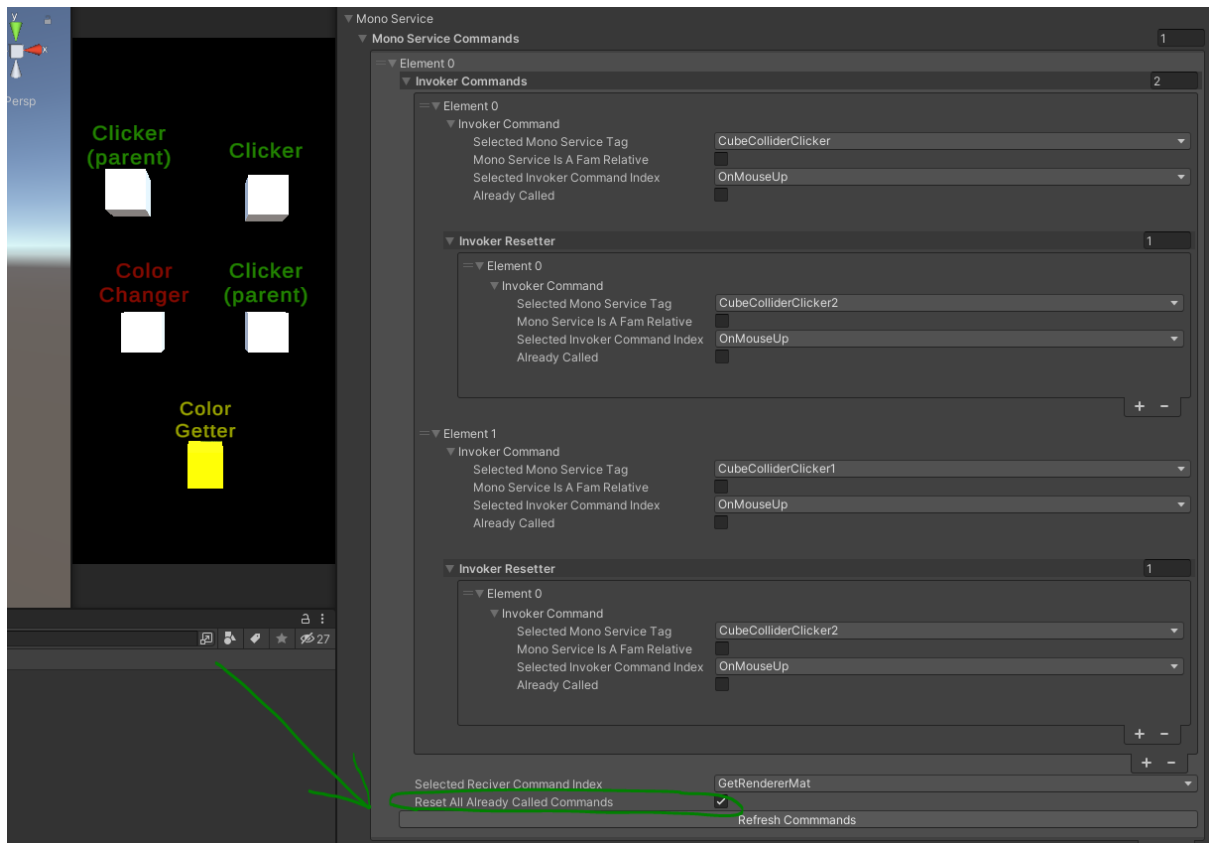 y
x
Persp
Clicker
(parent)
Clicker
Color
Changer
Clicker
(parent)
Color
Getter
27
Mono Service
Mono Service Commands 1
Element 0
Invoker Commands 2
Element 0
Invoker Command
Selected Mono Service Tag CubeColliderClicker
Mono Service Is A Fam Relative
Selected Invoker Command Index OnMouseUp
Already Called
Invoker Resetter 1
Element 0
Invoker Command
Selected Mono Service Tag CubeColliderClicker2
Mono Service Is A Fam Relative
Selected Invoker Command Index OnMouseUp
Already Called
+ −
Element 1
Invoker Command
Selected Mono Service Tag CubeColliderClicker1
Mono Service Is A Fam Relative
Selected Invoker Command Index OnMouseUp
Already Called
Invoker Resetter 1
Element 0
Invoker Command
Selected Mono Service Tag CubeColliderClicker2
Mono Service Is A Fam Relative
Selected Invoker Command Index OnMouseUp
Already Called
+ −
+ −
Selected Reciver Command Index GetRendererMat
Reset All Already Called Commands
Refresh Commmands